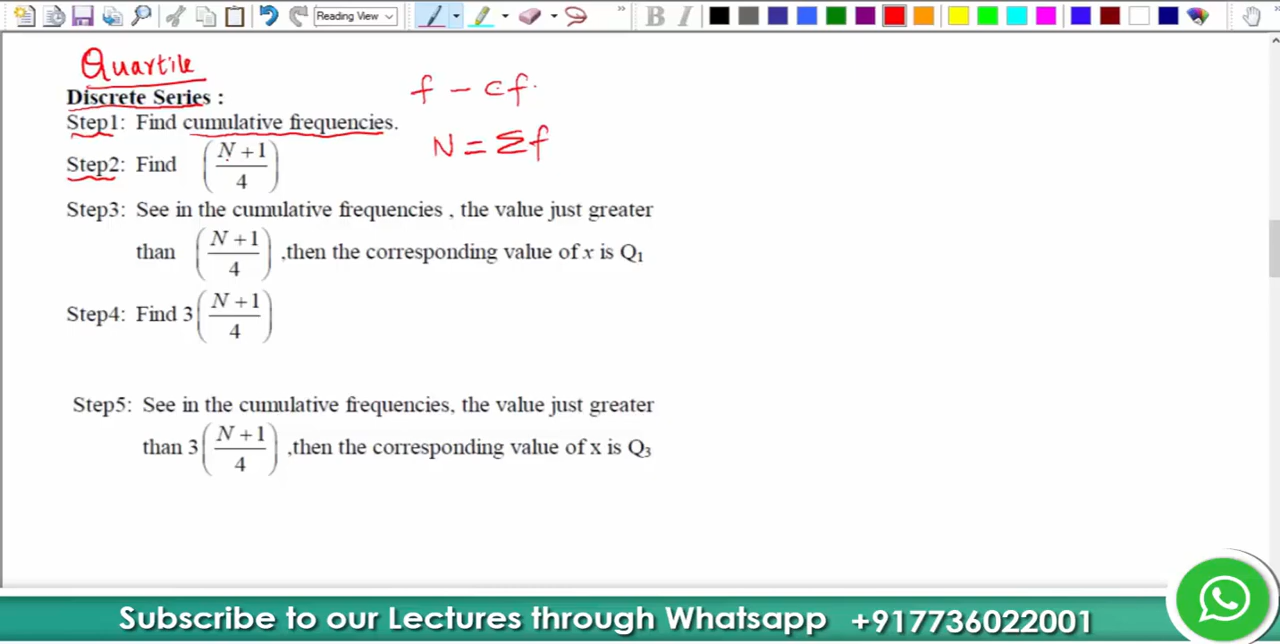 Reading View
B I
Quartile
Discrete Series :
f - cf.
Step1: Find cumulative frequencies.
N = Σf
Step2: Find (N+1/4)
Step3: See in the cumulative frequencies , the value just greater
than (N+1/4) ,then the corresponding value of x is Q1
Step4: Find 3(N+1/4)
Step5: See in the cumulative frequencies, the value just greater
than 3(N+1/4) ,then the corresponding value of x is Q3
Subscribe to our Lectures through Whatsapp +917736022001